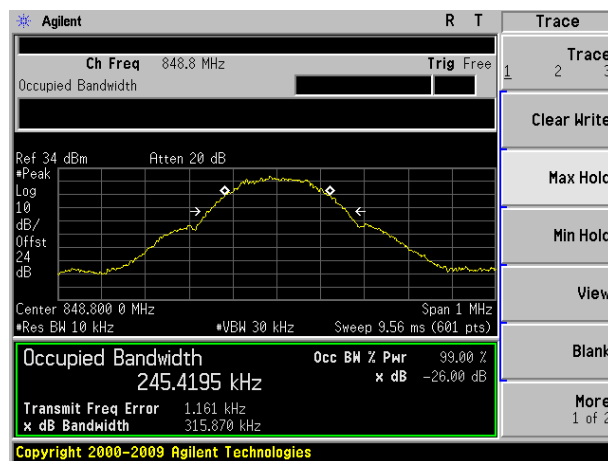 Agilent R T Trace
Ch Freq 848.8 MHz Trig Free
Occupied Bandwidth
Trace
1 2 3
Clear Write
Max Hold
Min Hold
View
Blank
More
1 of 2
Ref 34 dBm Atten 20 dB
#Peak
Log
10
dB/
Offst
24
dB
Center 848.800 0 MHz Span 1 MHz
#Res BW 10 kHz #VBW 30 kHz Sweep 9.56 ms (601 pts)
Occupied Bandwidth Occ BW % Pwr 99.00 %
245.4195 kHz x dB -26.00 dB
Transmit Freq Error 1.161 kHz
x dB Bandwidth 315.870 kHz
Copyright 2000-2009 Agilent Technologies